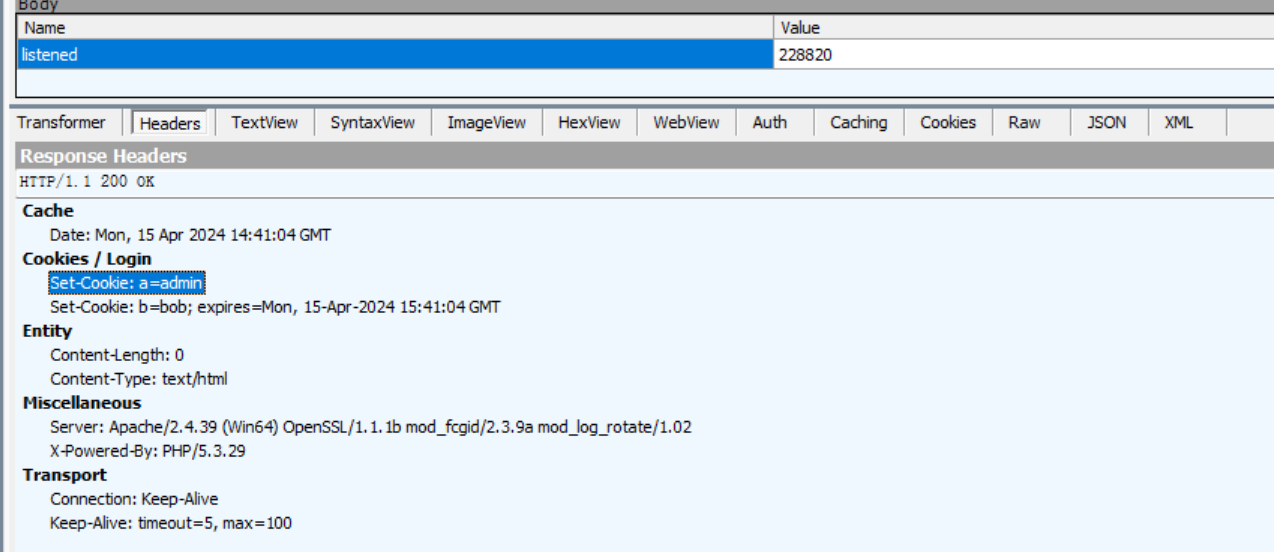 Body
Name Value
listened 228820
Transformer Headers TextView SyntaxView ImageView HexView WebView Auth Caching Cookies Raw JSON XML
Response Headers
HTTP/1.1 200 OK
Cache
Date: Mon, 15 Apr 2024 14:41:04 GMT
Cookies / Login
Set-Cookie: a=admin
Set-Cookie: b=bob; expires=Mon, 15-Apr-2024 15:41:04 GMT
Entity
Content-Length: 0
Content-Type: text/html
Miscellaneous
Server: Apache/2.4.39 (Win64) OpenSSL/1.1.1b mod_fcgid/2.3.9a mod_log_rotate/1.02
X-Powered-By: PHP/5.3.29
Transport
Connection: Keep-Alive
Keep-Alive: timeout=5, max=100